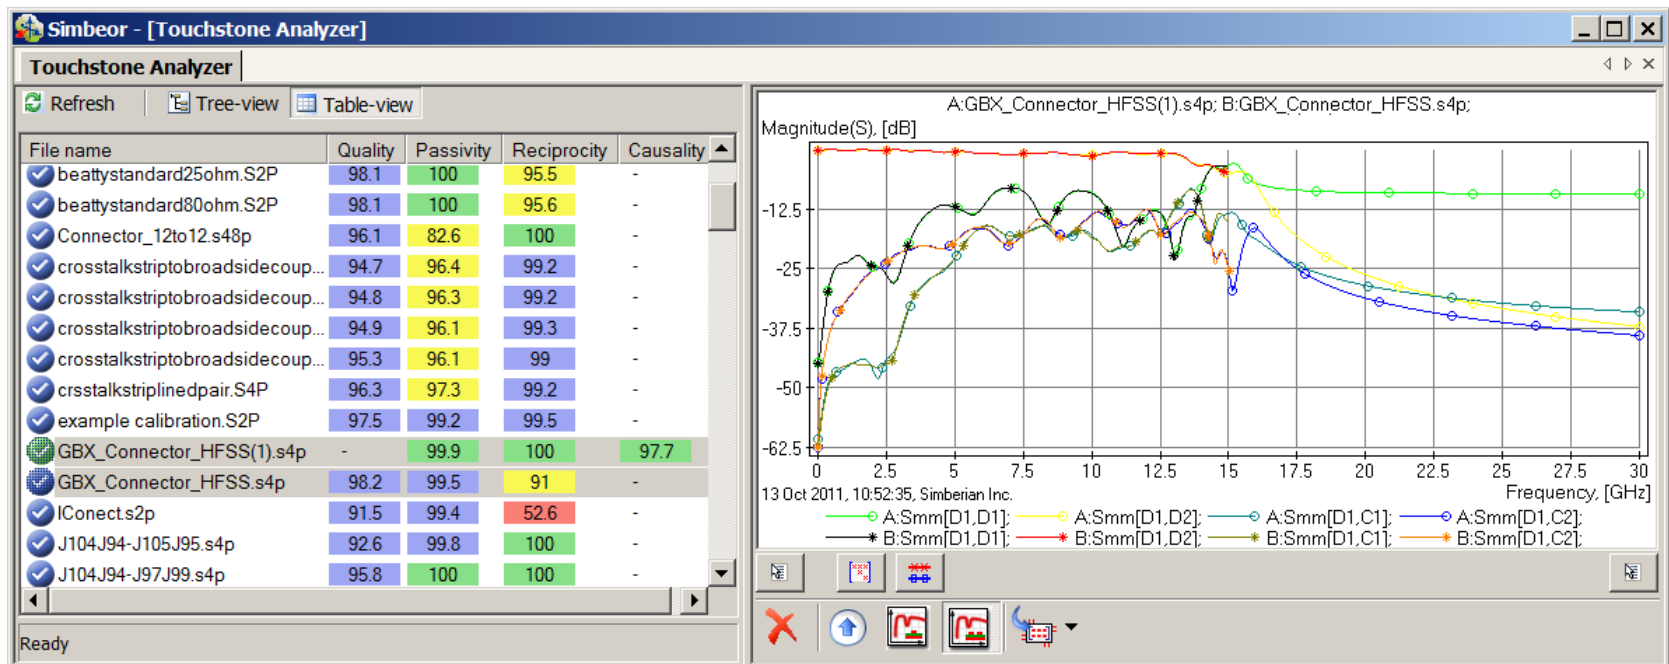 Simbeor - [Touchstone Analyzer]
Touchstone Analyzer
Refresh Tree-view Table-view
File name Quality Passivity Reciprocity Causality
beattystandard25ohm.S2P 98.1 100 95.5 -
beattystandard80ohm.S2P 98.1 100 95.6 -
Connector_12to12.s48p 96.1 82.6 100 -
crosstalkstriptobroadsidecoup... 94.7 96.4 99.2 -
crosstalkstriptobroadsidecoup... 94.8 96.3 99.2 -
crosstalkstriptobroadsidecoup... 94.9 96.1 99.3 -
crosstalkstriptobroadsidecoup... 95.3 96.1 99 -
crsstalkstriplinedpair.S4P 96.3 97.3 99.2 -
example calibration.S2P 97.5 99.2 99.5 -
GBX_Connector_HFSS(1).s4p - 99.9 100 97.7
GBX_Connector_HFSS.s4p 98.2 99.5 91 -
IConect.s2p 91.5 99.4 52.6 -
J104J94-J105J95.s4p 92.6 99.8 100 -
J104J94-J97J99.s4p 95.8 100 100 -
Ready
A:GBX_Connector_HFSS(1).s4p; B:GBX_Connector_HFSS.s4p;
Magnitude(S), [dB]
-12.5
-25
-37.5
-50
-62.5
0 2.5 5 7.5 10 12.5 15 17.5 20 22.5 25 27.5 30
13 Oct 2011, 10:52:35, Simberian Inc.
Frequency, [GHz]
A:Smm[D1,D1]; A:Smm[D1,D2]; A:Smm[D1,C1]; A:Smm[D1,C2];
B:Smm[D1,D1]; B:Smm[D1,D2]; B:Smm[D1,C1]; B:Smm[D1,C2];